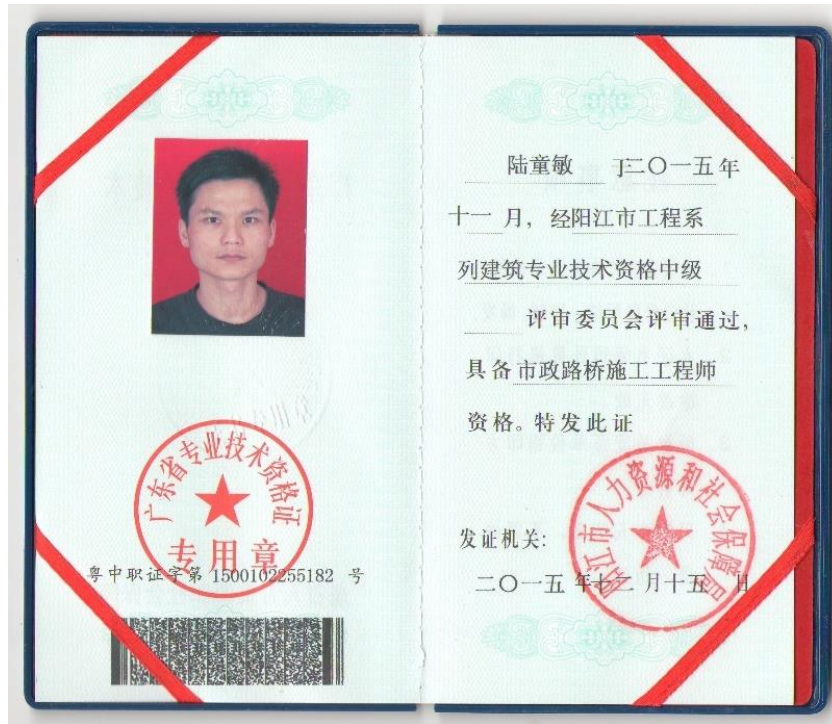 广东省专业技术资格证
专用章
粤中职证字第 1500102255182 号
陆童敏 于二〇一五年
十一月，经阳江市工程系
列建筑专业技术资格中级
评审委员会评审通过，
具备市政路桥施工工程师
资格。特发此证
阳江市人力资源和社会保障局
发证机关：
二〇一五年十二月十五日